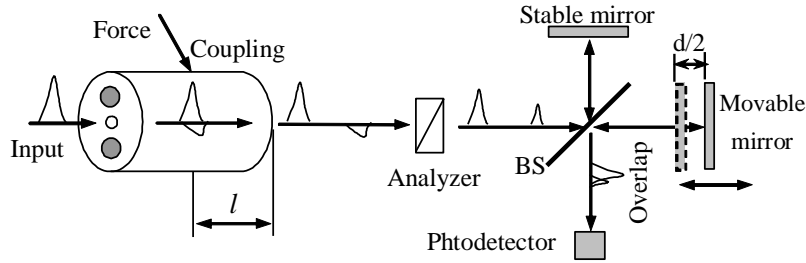 Stable mirror
Force
Coupling
d/2
Movable
mirror
Input
Analyzer
BS
Overlap
l
Phtodetector